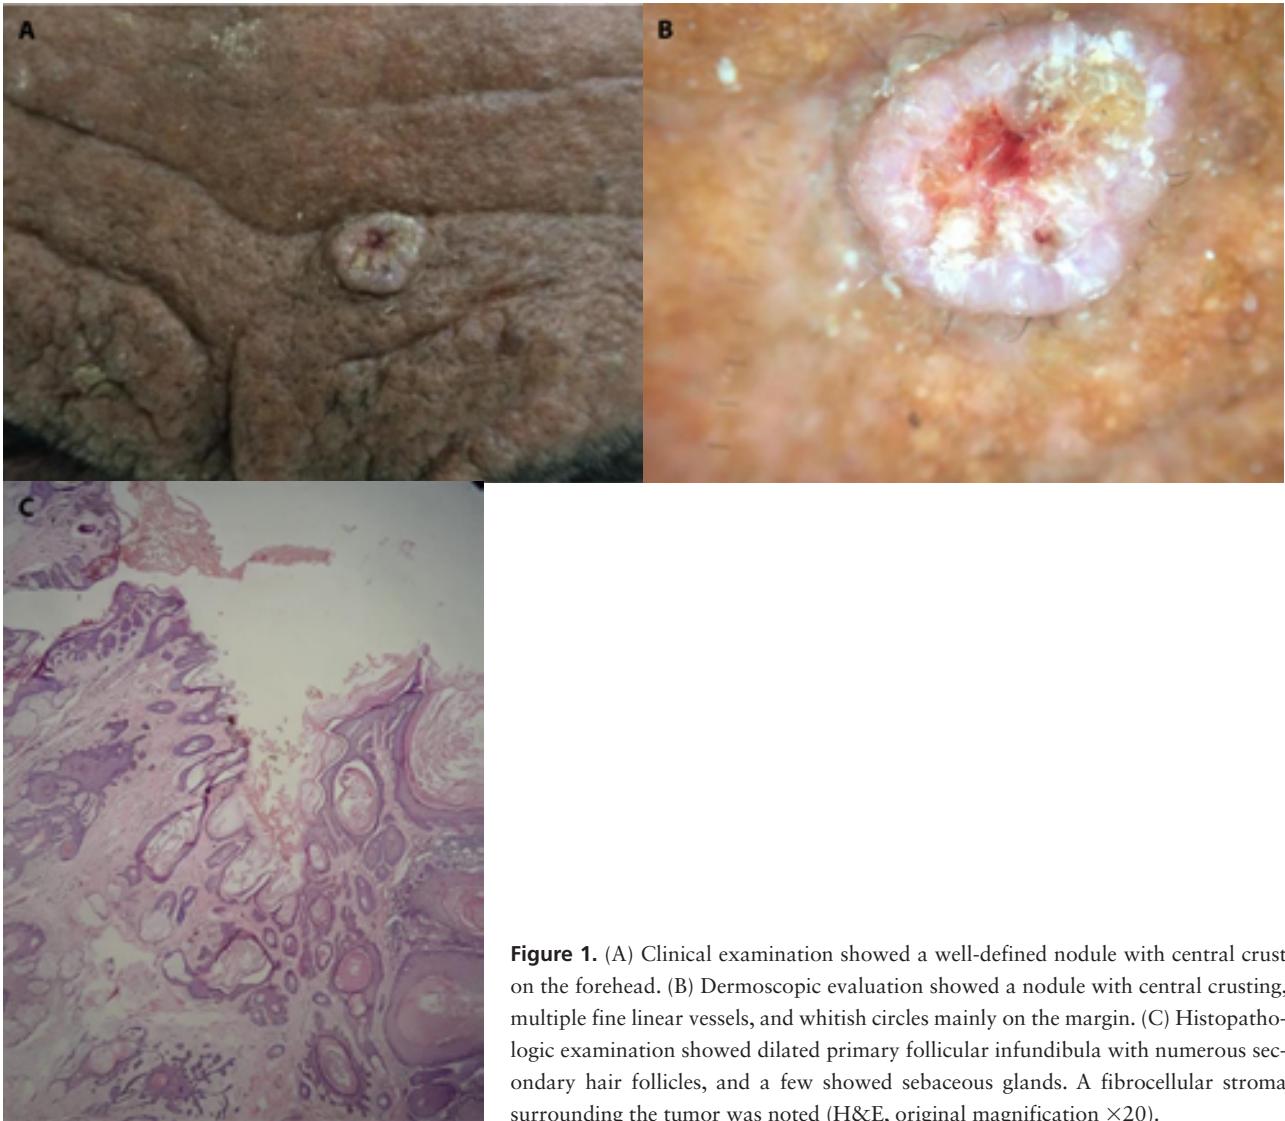 A
B
C
Figure 1. (A) Clinical examination showed a well-defined nodule with central crust
on the forehead. (B) Dermoscopic evaluation showed a nodule with central crusting,
multiple fine linear vessels, and whitish circles mainly on the margin. (C) Histopatho-
logic examination showed dilated primary follicular infundibula with numerous sec-
ondary hair follicles, and a few showed sebaceous glands. A fibrocellular stroma
surrounding the tumor was noted (H&E, original magnification ×20).